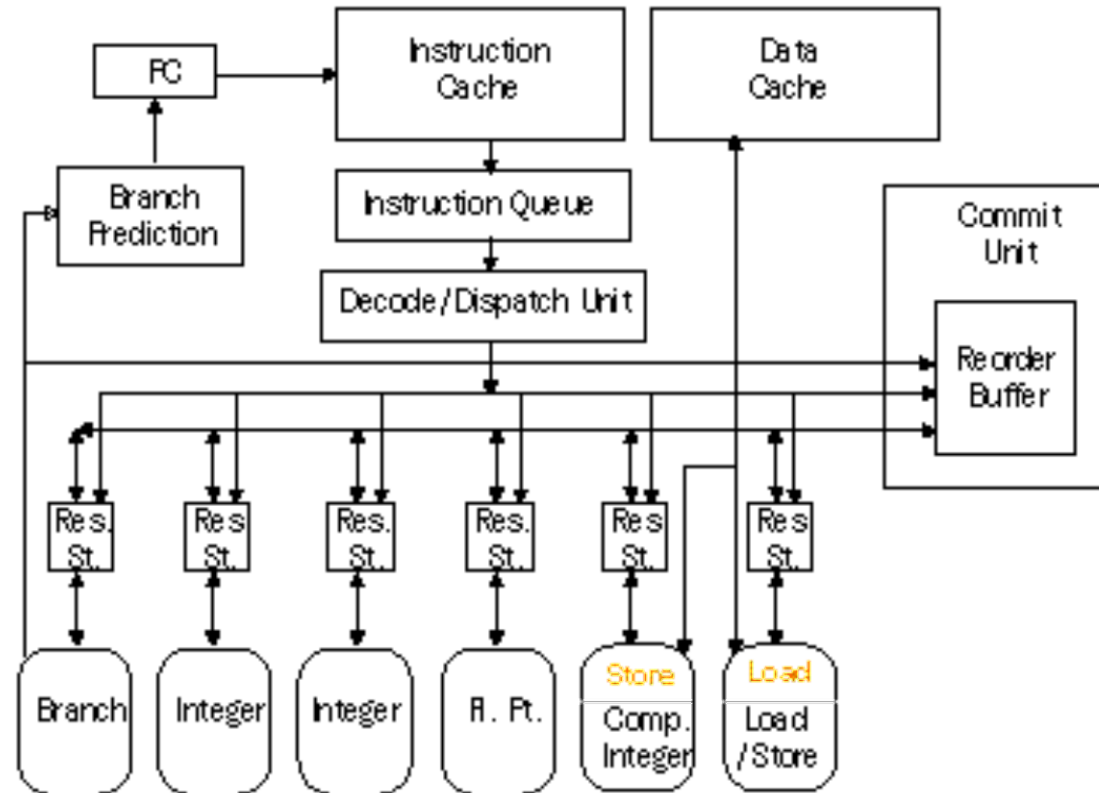 PC
Instruction
Cache
Data
Cache
Branch
Prediction
Instruction Queue
Commit
Unit
Decode/Dispatch Unit
Reorder
Buffer
Res.
St.
Res
St.
Res.
St.
Res.
St.
Res
St.
Res
St.
Branch
Integer
Integer
Fl. Pt.
Store
Comp.
Integer
Load
Load
/Store